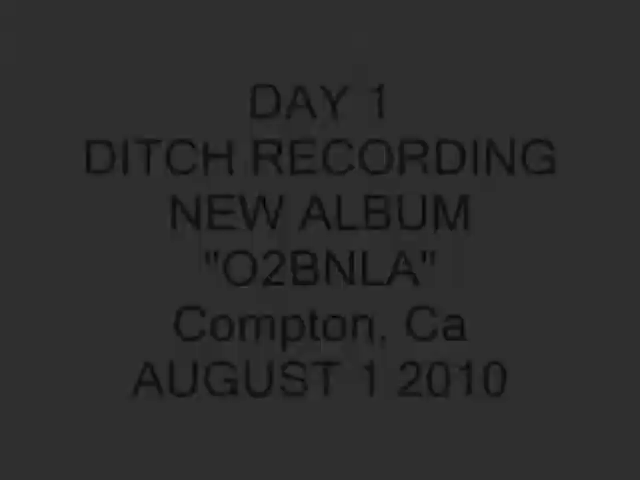 DAY 1
DITCH RECORDING
NEW ALBUM
"O2BNLA"
Compton, Ca
AUGUST 1 2010